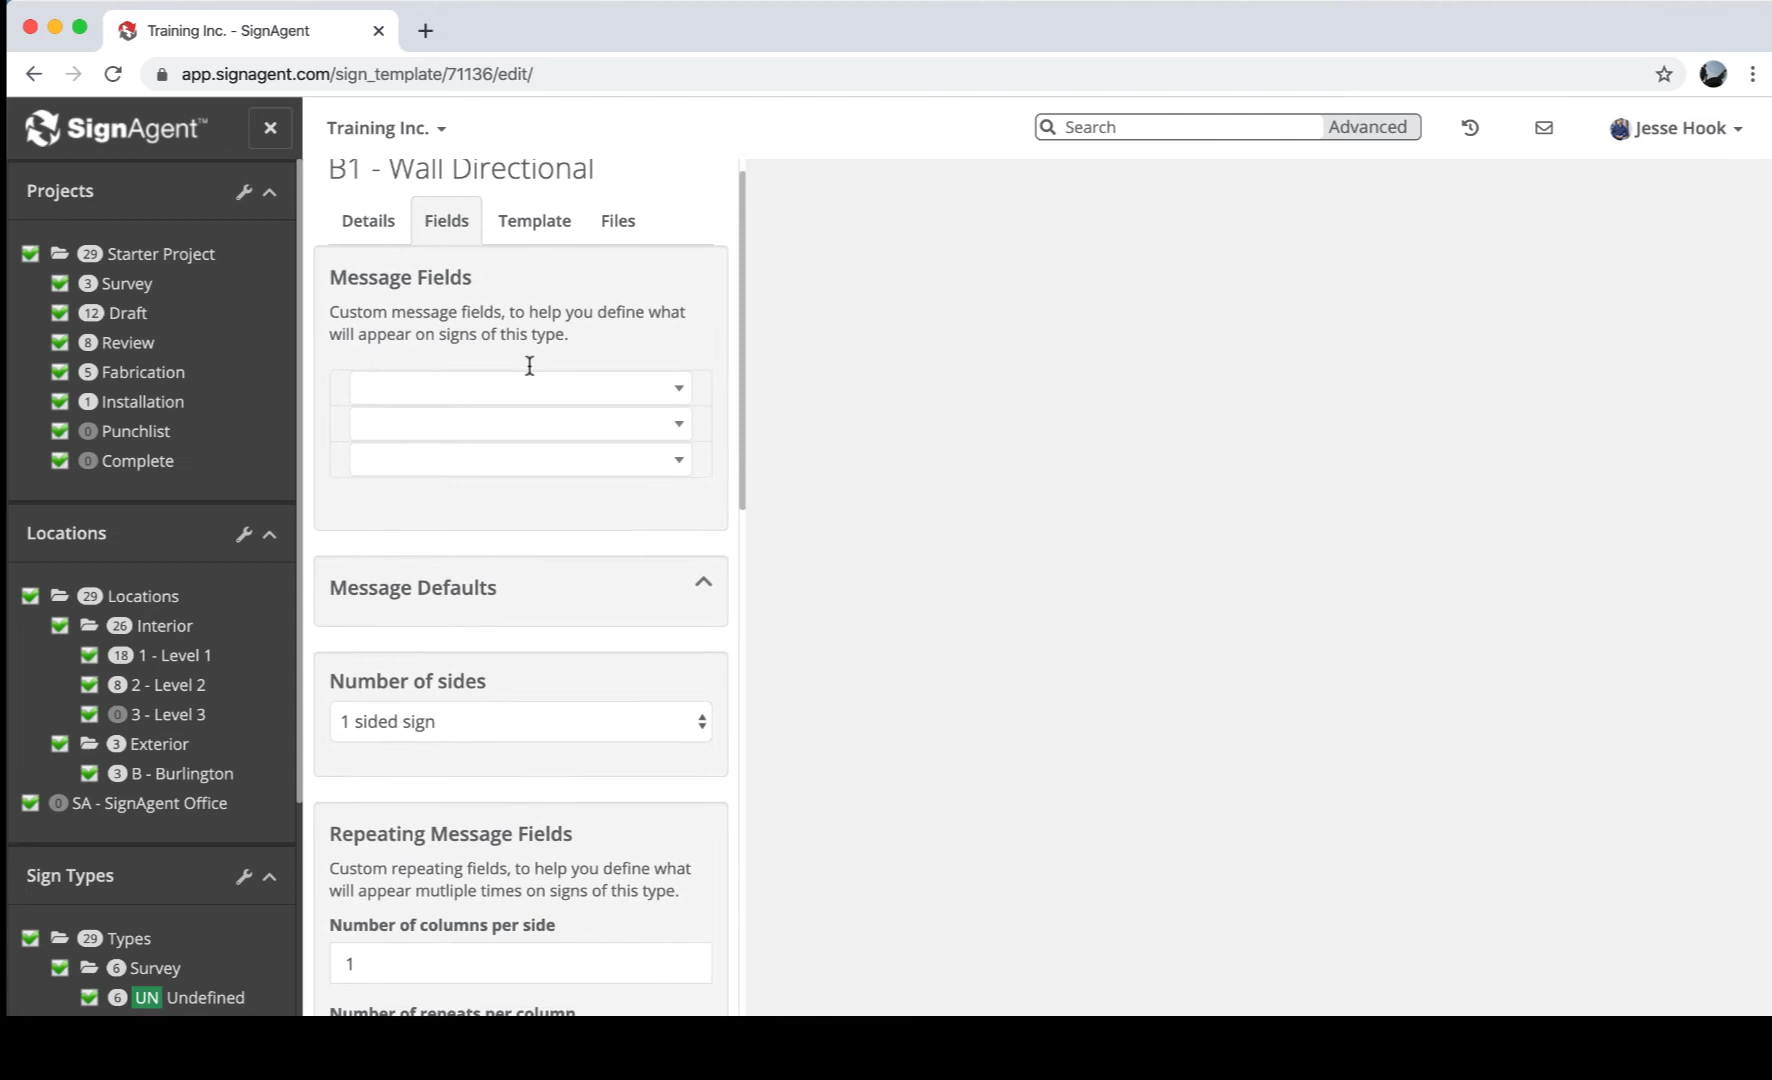 Training Inc. - SignAgent
app.signagent.com/sign_template/71136/edit/
SignAgent™
Training Inc.
Search
Advanced
Jesse Hook
Projects
29 Starter Project
3 Survey
12 Draft
8 Review
5 Fabrication
1 Installation
0 Punchlist
0 Complete
Locations
29 Locations
26 Interior
18 1 - Level 1
8 2 - Level 2
0 3 - Level 3
3 Exterior
3 B - Burlington
0 SA - SignAgent Office
Sign Types
29 Types
6 Survey
6 UN Undefined
B1 - Wall Directional
Details Fields Template Files
Message Fields
Custom message fields, to help you define what
will appear on signs of this type.
Message Defaults
Number of sides
1 sided sign
Repeating Message Fields
Custom repeating fields, to help you define what
will appear mutliple times on signs of this type.
Number of columns per side
1
Number of repeats per column